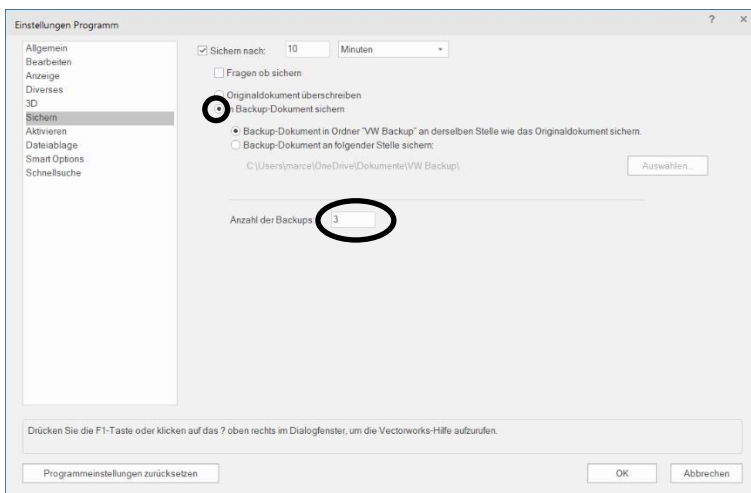 Einstellungen Programm
? ×
Allgemein
Bearbeiten
Anzeige
Diverses
3D
Sichern
Aktivieren
Dateiablage
Smart Options
Schnellsuche
Sichern nach: 10 Minuten
Fragen ob sichern
Originaldokument überschreiben
n Backup-Dokument sichern
Backup-Dokument in Ordner "VW Backup" an derselben Stelle wie das Originaldokument sichern.
Backup-Dokument an folgender Stelle sichern:
C:\Users\marce\OneDrive\Dokumente\VW Backup\ Auswählen...
Anzahl der Backups: 3
Drücken Sie die F1-Taste oder klicken auf das ? oben rechts im Dialogfenster, um die Vectorworks-Hilfe aufzurufen.
Programmeinstellungen zurücksetzen OK Abbrechen